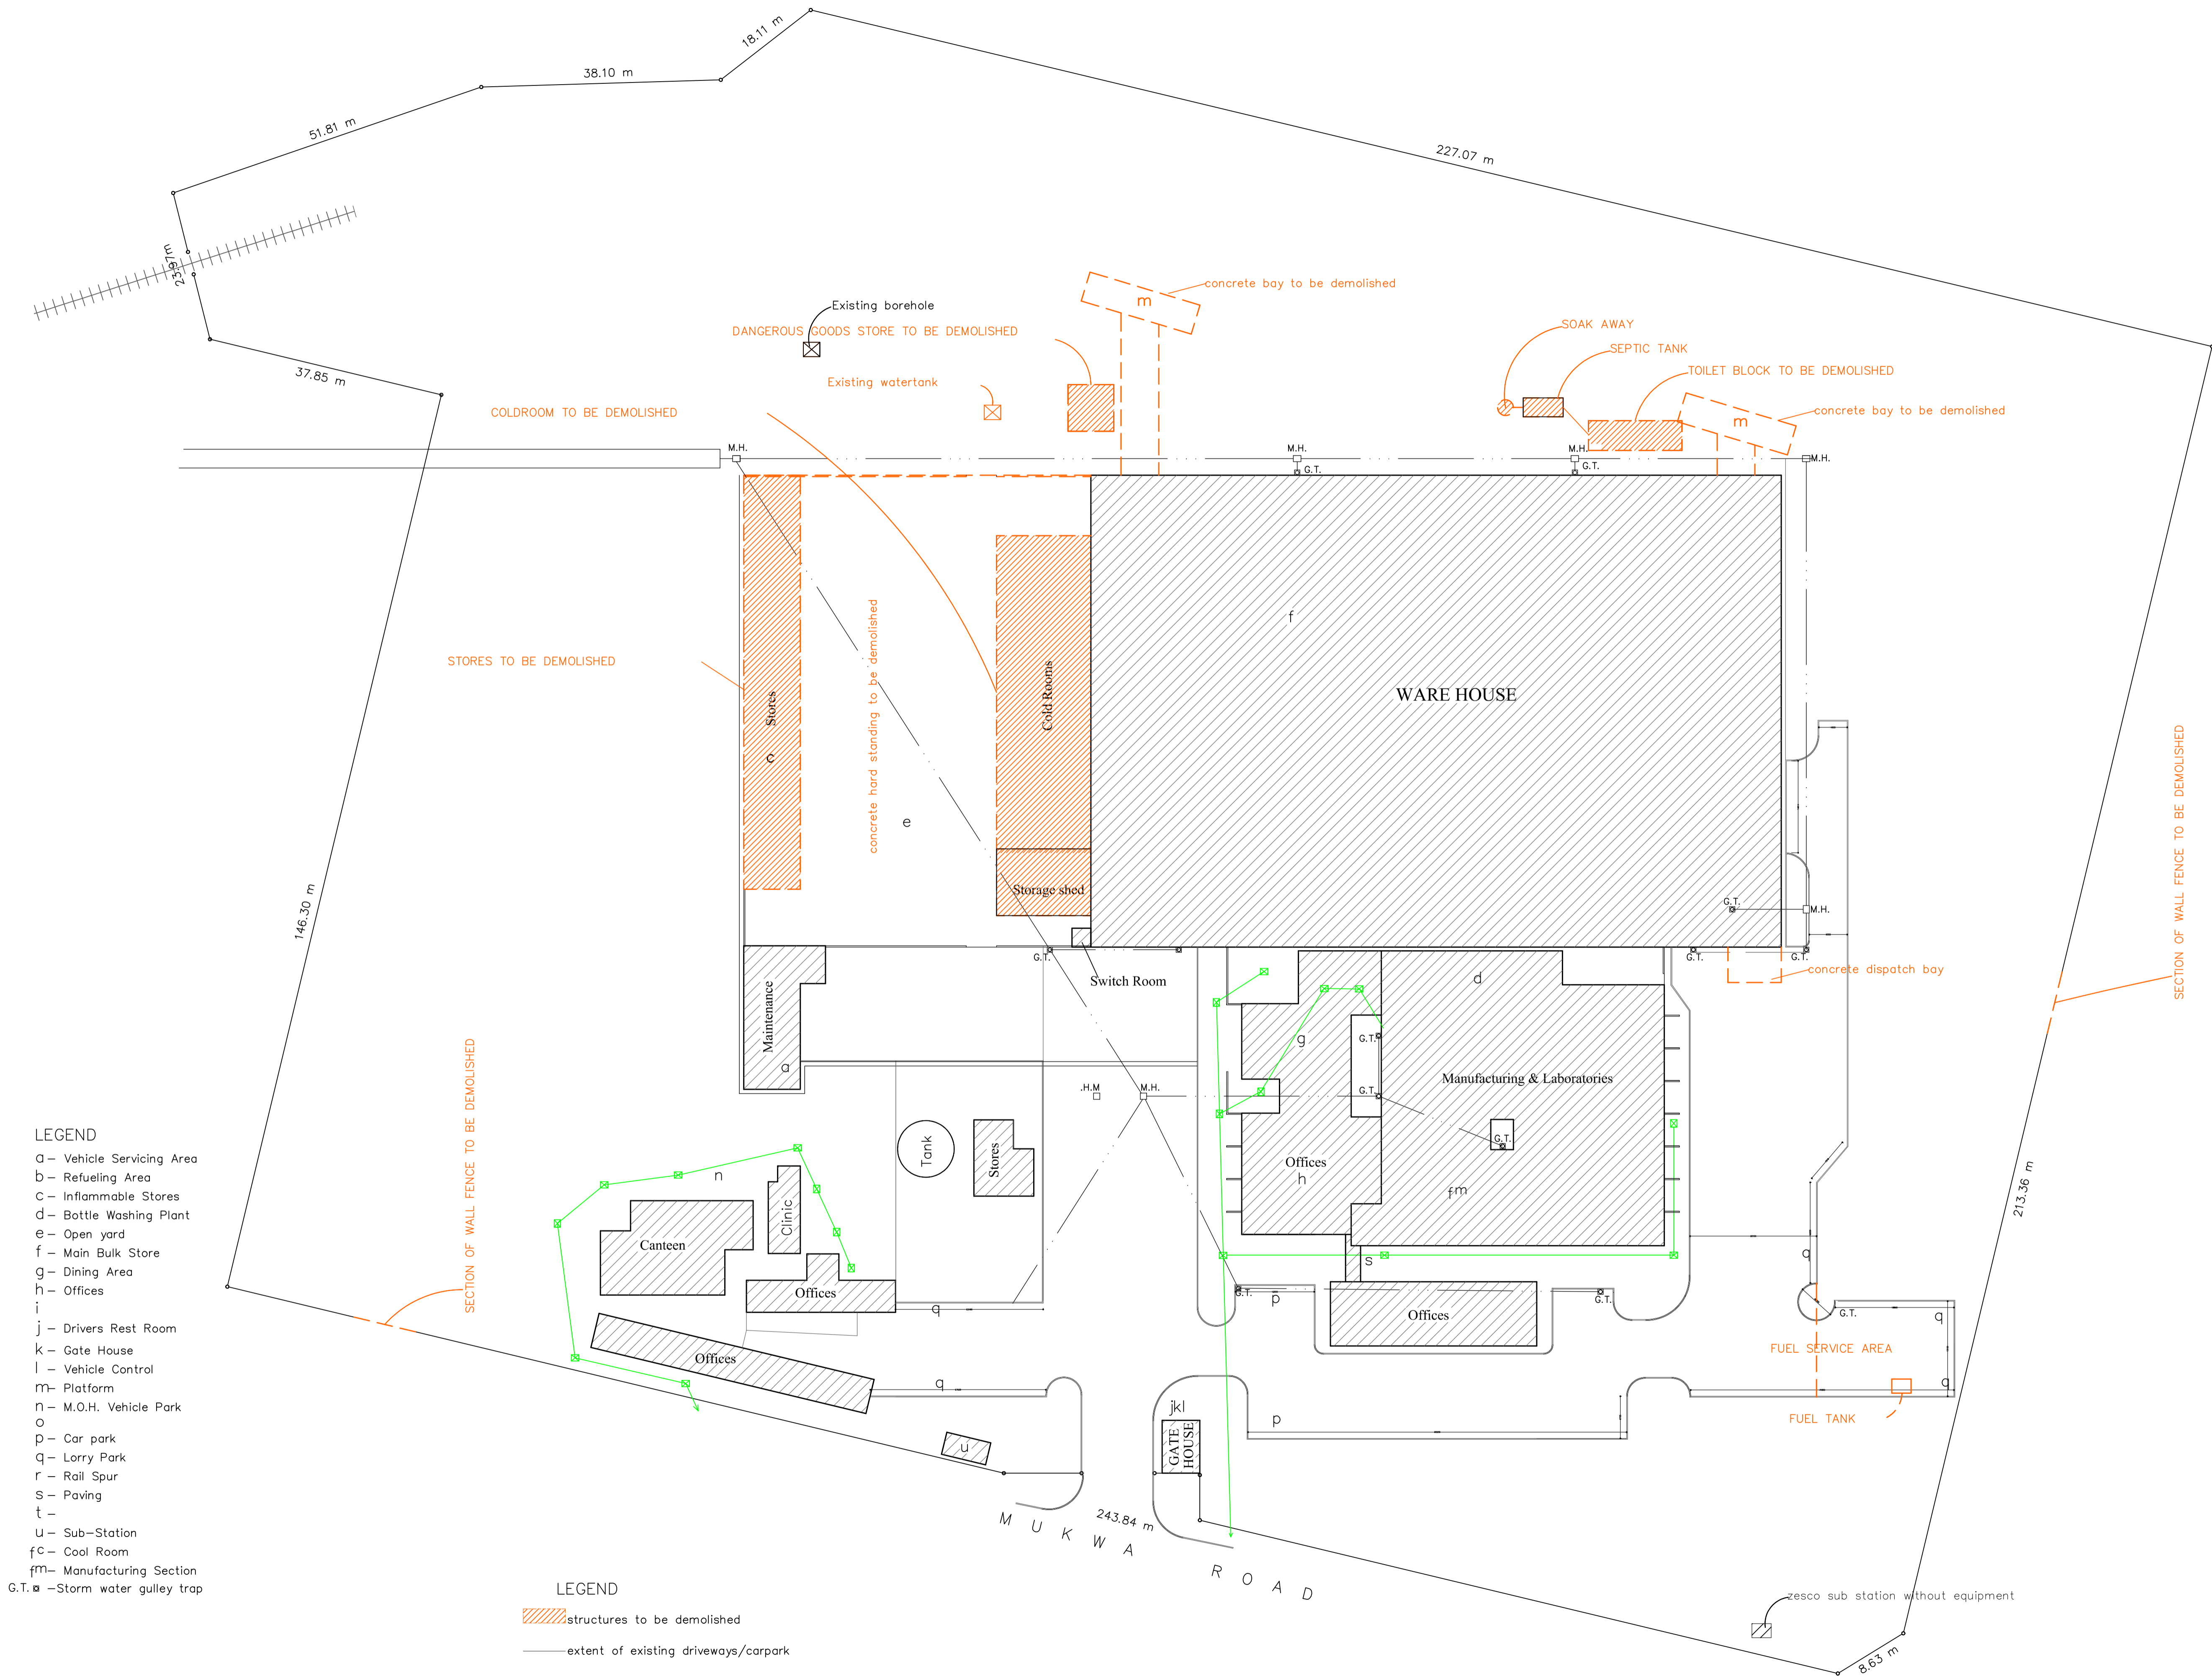 18.11 m
38.10 m
51.81 m
227.07 m
23.97m
37.85 m
Existing borehole
concrete bay to be demolished
m
DANGEROUS GOODS STORE TO BE DEMOLISHED
SOAK AWAY
SEPTIC TANK
TOILET BLOCK TO BE DEMOLISHED
Existing watertank
COLDROOM TO BE DEMOLISHED
concrete bay to be demolished
m
M.H.
M.H.
G.T.
M.H.
G.T.
M.H.
f
STORES TO BE DEMOLISHED
Stores
c
concrete hard standing to be demolished
Cold Rooms
WARE HOUSE
e
Storage shed
SECTION OF WALL FENCE TO BE DEMOLISHED
146.30 m
G.T.
M.H.
G.T.
G.T.
G.T.
concrete dispatch bay
Switch Room
d
Maintenance
a
g
G.T.
G.T.
Manufacturing & Laboratories
.H.M
M.H.
G.T.
Tank
Stores
Offices
h
fm
213.36 m
SECTION OF WALL FENCE TO BE DEMOLISHED
n
Clinic
Canteen
Offices
q
s
q
G.T.
p
G.T.
Offices
G.T.
q
FUEL SERVICE AREA
Offices
q
q
FUEL TANK
jkl
GATE
HOUSE
p
u
243.84 m
MUKWA ROAD
zesco sub station without equipment
8.63 m
LEGEND
a – Vehicle Servicing Area
b – Refueling Area
c – Inflammable Stores
d – Bottle Washing Plant
e – Open yard
f – Main Bulk Store
g – Dining Area
h – Offices
i
j – Drivers Rest Room
k – Gate House
l – Vehicle Control
m – Platform
n – M.O.H. Vehicle Park
o
p – Car park
q – Lorry Park
r – Rail Spur
s – Paving
t –
u – Sub–Station
fc – Cool Room
fm – Manufacturing Section
G.T. – Storm water gulley trap
LEGEND
structures to be demolished
extent of existing driveways/carpark